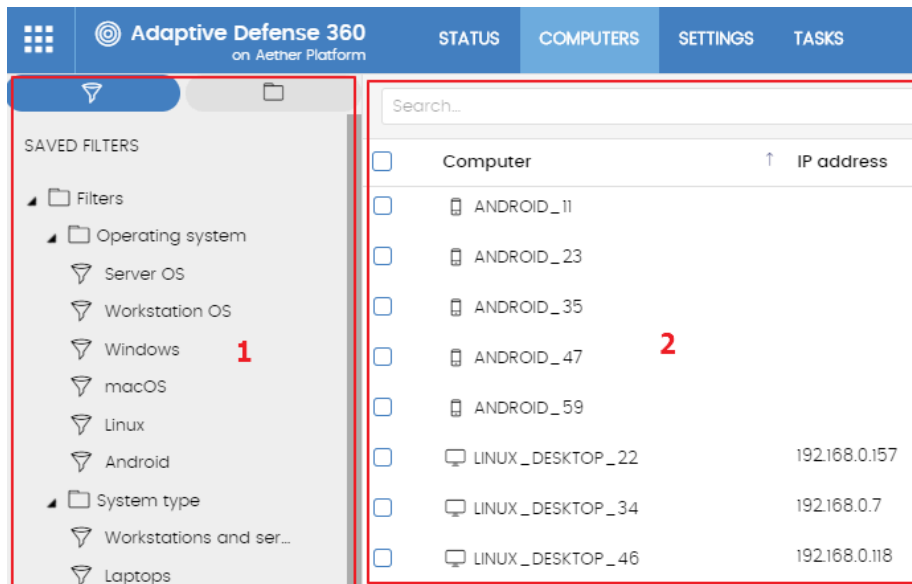 Adaptive Defense 360
on Aether Platform
STATUS
COMPUTERS
SETTINGS
TASKS
SAVED FILTERS
Filters
Operating system
Server OS
Workstation OS
Windows
macOS
Linux
Android
System type
Workstations and ser...
Laptops
1
Search...
Computer ↑ IP address
ANDROID_11
ANDROID_23
ANDROID_35
ANDROID_47
ANDROID_59
LINUX_DESKTOP_22 192.168.0.157
LINUX_DESKTOP_34 192.168.0.7
LINUX_DESKTOP_46 192.168.0.118
2